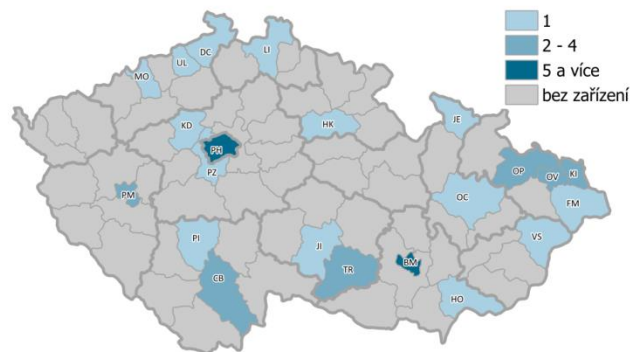 1
2 - 4
5 a více
bez zařízení
LI
DC
UL
MO
KD
HK
JE
PH
PZ
OP
OV
KI
PM
OC
FM
PI
JI
VS
CB
TR
BM
HO